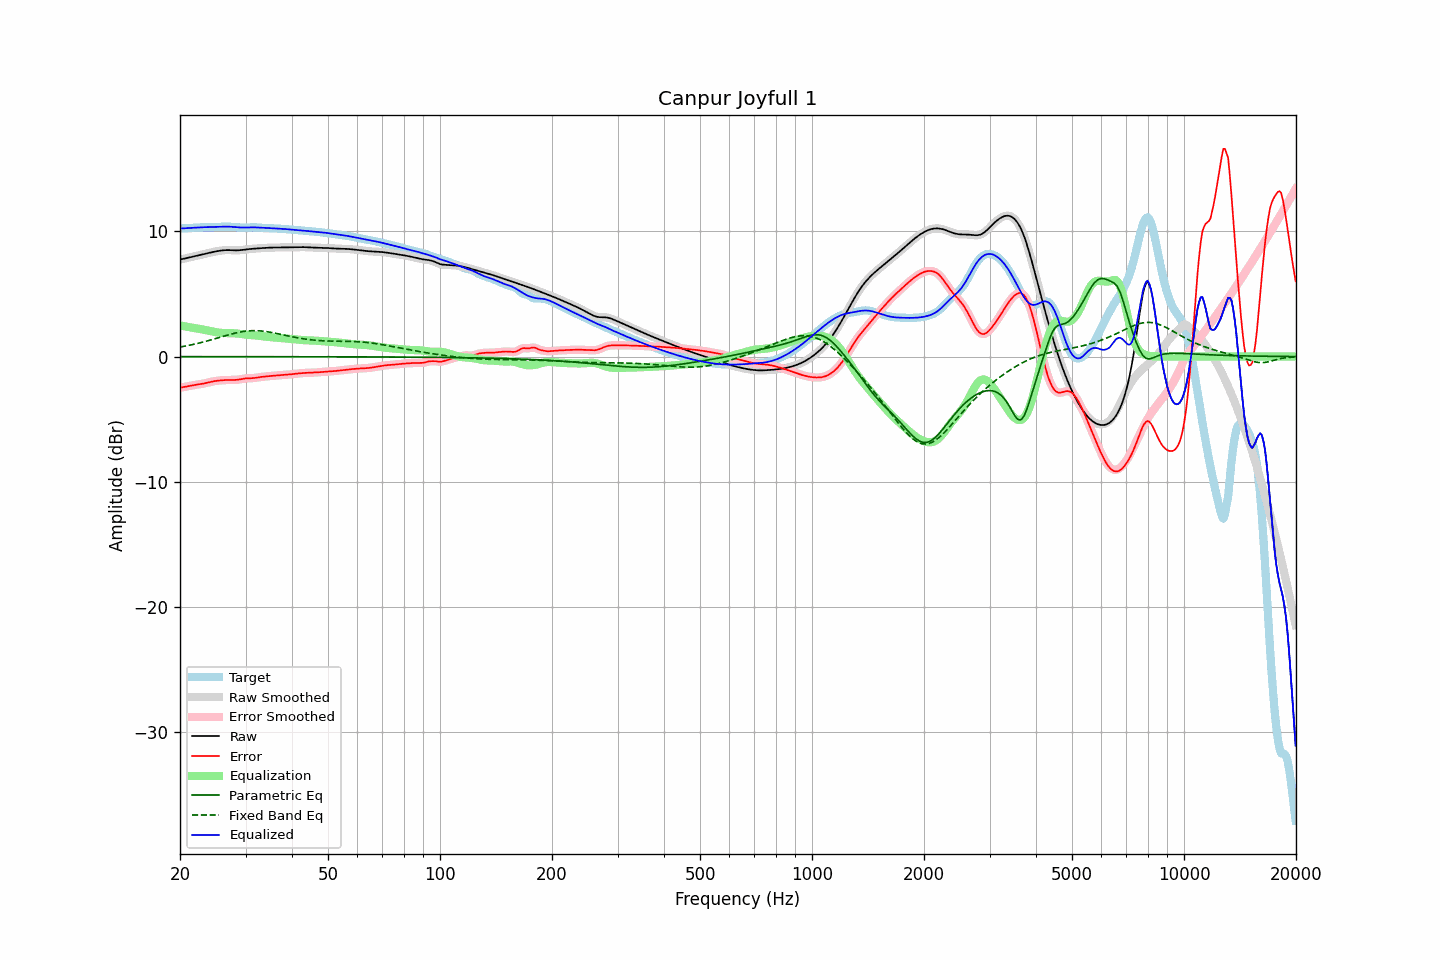 Canpur Joyfull 1
Amplitude (dBr)
10
0
−10
−20
−30
Target
Raw Smoothed
Error Smoothed
Raw
Error
Equalization
Parametric Eq
Fixed Band Eq
Equalized
20 50 100 200 500 1000 2000 5000 10000 20000
Frequency (Hz)